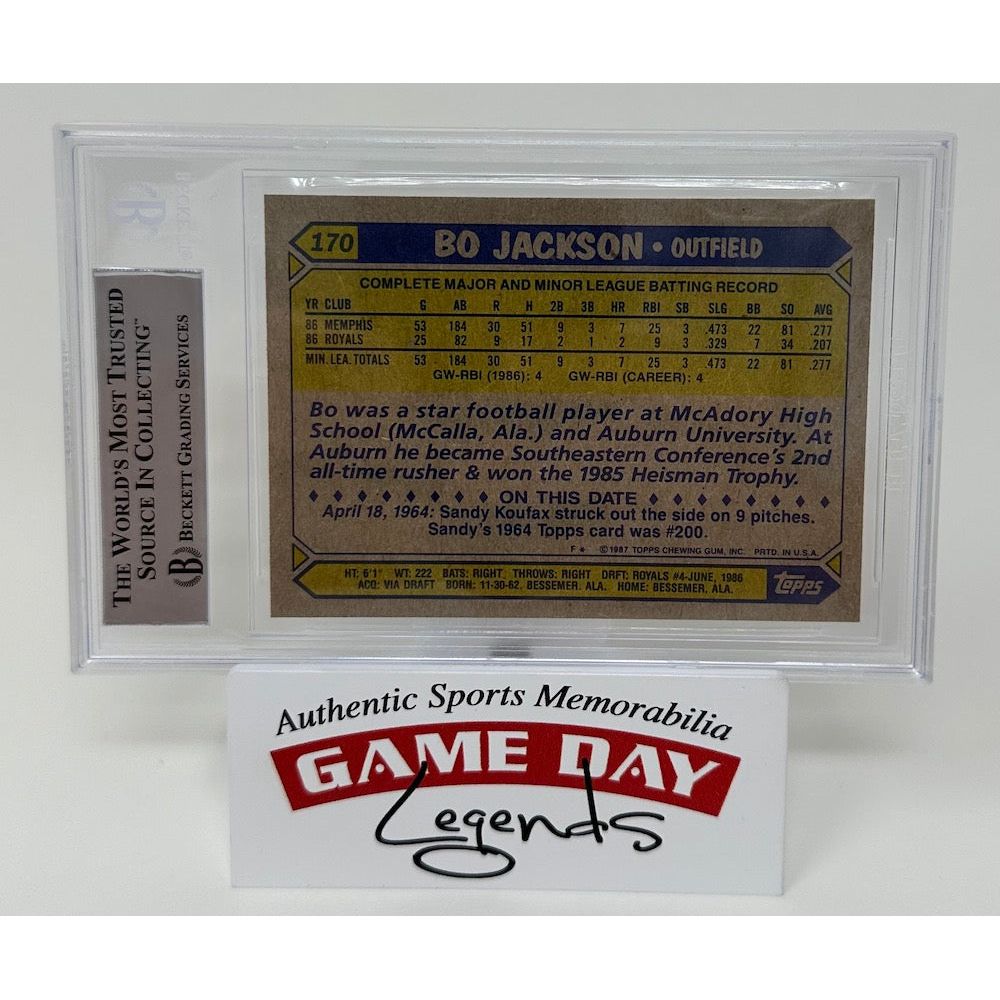 170 BO JACKSON • OUTFIELD
COMPLETE MAJOR AND MINOR LEAGUE BATTING RECORD
YR CLUB G AB R H 2B 3B HR RBI SB SLG BB SO AVG
86 MEMPHIS 53 184 30 51 9 3 7 25 3 .473 22 81 .277
86 ROYALS 25 82 9 17 2 1 2 9 3 .329 7 34 .207
MIN. LEA. TOTALS 53 184 30 51 9 3 7 25 3 .473 22 81 .277
GW-RBI (1986): 4 GW-RBI (CAREER): 4
Bo was a star football player at McAdory High
School (McCalla, Ala.) and Auburn University. At
Auburn he became Southeastern Conference's 2nd
all-time rusher & won the 1985 Heisman Trophy.
♦ ♦ ♦ ♦ ♦ ♦ ♦ ♦ ON THIS DATE ♦ ♦ ♦ ♦ ♦ ♦ ♦ ♦
April 18, 1964: Sandy Koufax struck out the side on 9 pitches.
Sandy's 1964 Topps card was #200.
F * ©1987 TOPPS CHEWING GUM, INC. PRTD. IN U.S.A.
HT: 6'1" WT: 222 BATS: RIGHT THROWS: RIGHT DRFT: ROYALS #4-JUNE, 1986
ACQ: VIA DRAFT BORN: 11-30-62, BESSEMER, ALA. HOME: BESSEMER, ALA.
topps
THE WORLD'S MOST TRUSTED
SOURCE IN COLLECTING™
B BECKETT GRADING SERVICES
Authentic Sports Memorabilia
GAME DAY
Legends